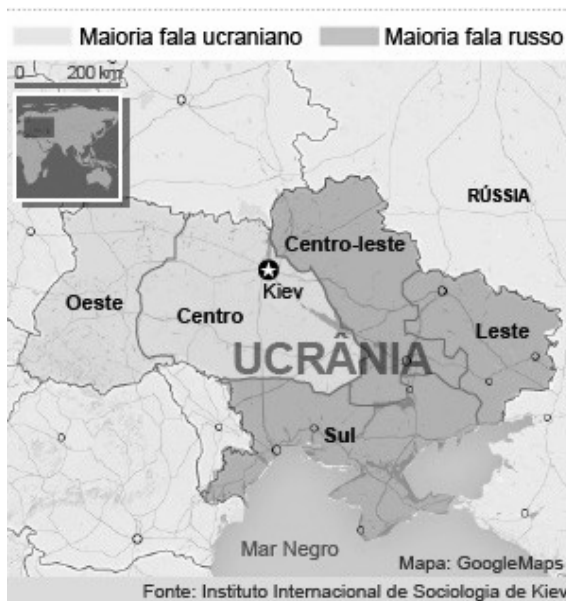 Maioria fala ucraniano
Maioria fala russo
0 200 km
RÚSSIA
Centro-leste
Kiev
Oeste
Centro
Leste
UCRÂNIA
Sul
Mar Negro
Mapa: GoogleMaps
Fonte: Instituto Internacional de Sociologia de Kiev